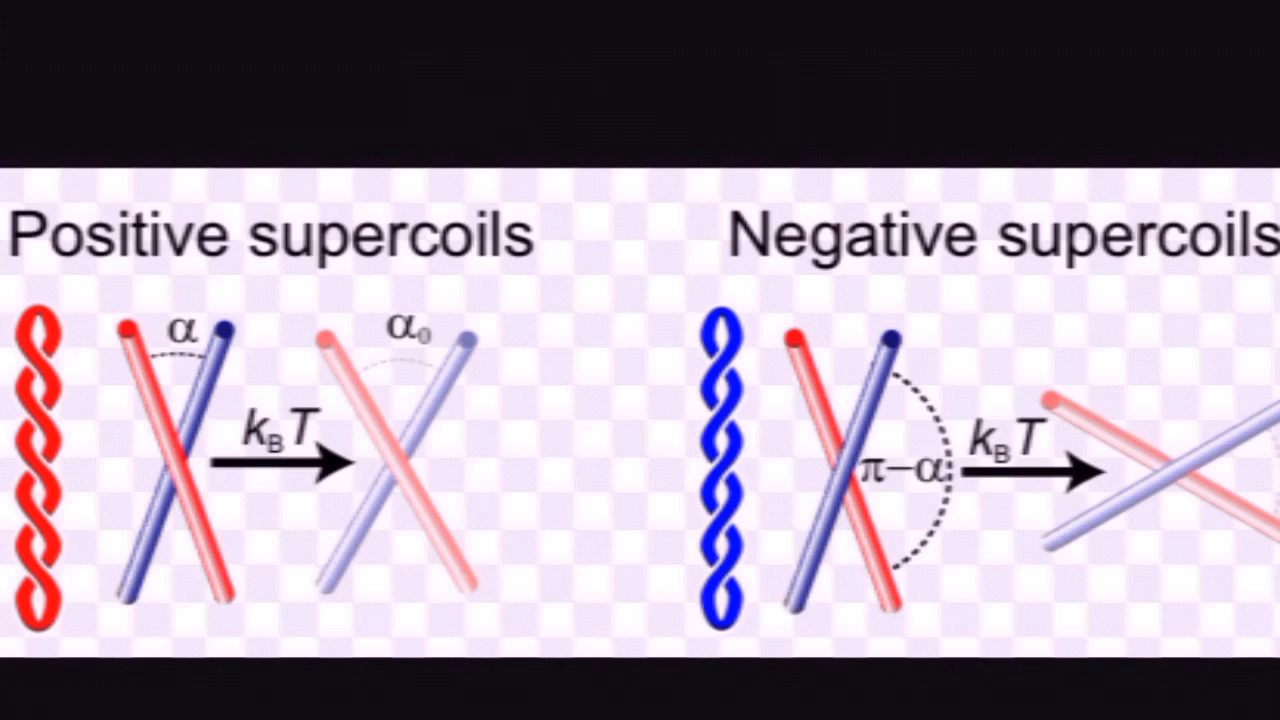 Positive supercoils
Negative supercoils
α
α₀
k_BT
π−α
k_BT